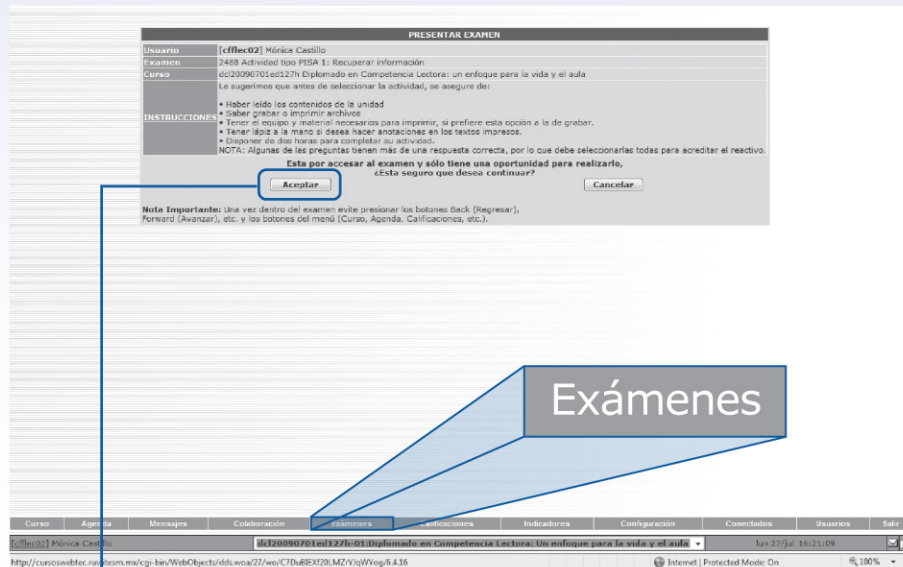 PRESENTAR EXAMEN
Usuario [cfflec02] Mónica Castillo
Examen 2488 Actividad tipo PISA 1: Recuperar información
Curso dcl20090701ed127h Diplomado en Competencia Lectora: un enfoque para la vida y el aula
INSTRUCCIONES Le sugerimos que antes de seleccionar la actividad, se asegure de:
• Haber leído los contenidos de la unidad
• Saber grabar o imprimir archivos
• Tener el equipo y material necesarios para imprimir, si prefiere esta opción a la de grabar.
• Tener lápiz a la mano si desea hacer anotaciones en los textos impresos.
• Disponer de dos horas para completar su actividad.
NOTA: Algunas de las preguntas tienen más de una respuesta correcta, por lo que debe seleccionarlas todas para acreditar el reactivo.
Esta por accesar al examen y sólo tiene una oportunidad para realizarlo,
¿Esta seguro que desea continuar?
Aceptar Cancelar
Nota Importante: Una vez dentro del examen evite presionar los botones Back (Regresar),
Forward (Avanzar), etc. y los botones del menú (Curso, Agenda, Calificaciones, etc.).
Exámenes
Curso Agenda Mensajes Colaboración Exámenes Calificaciones Indicadores Configuración Conectados Usuarios Salir
[cfflec02] Mónica Castillo dcl20090701ed127h-01:Diplomado en Competencia Lectora: Un enfoque para la vida y el aula lun 27/jul 16:21:09
Internet | Protected Mode: On 100%